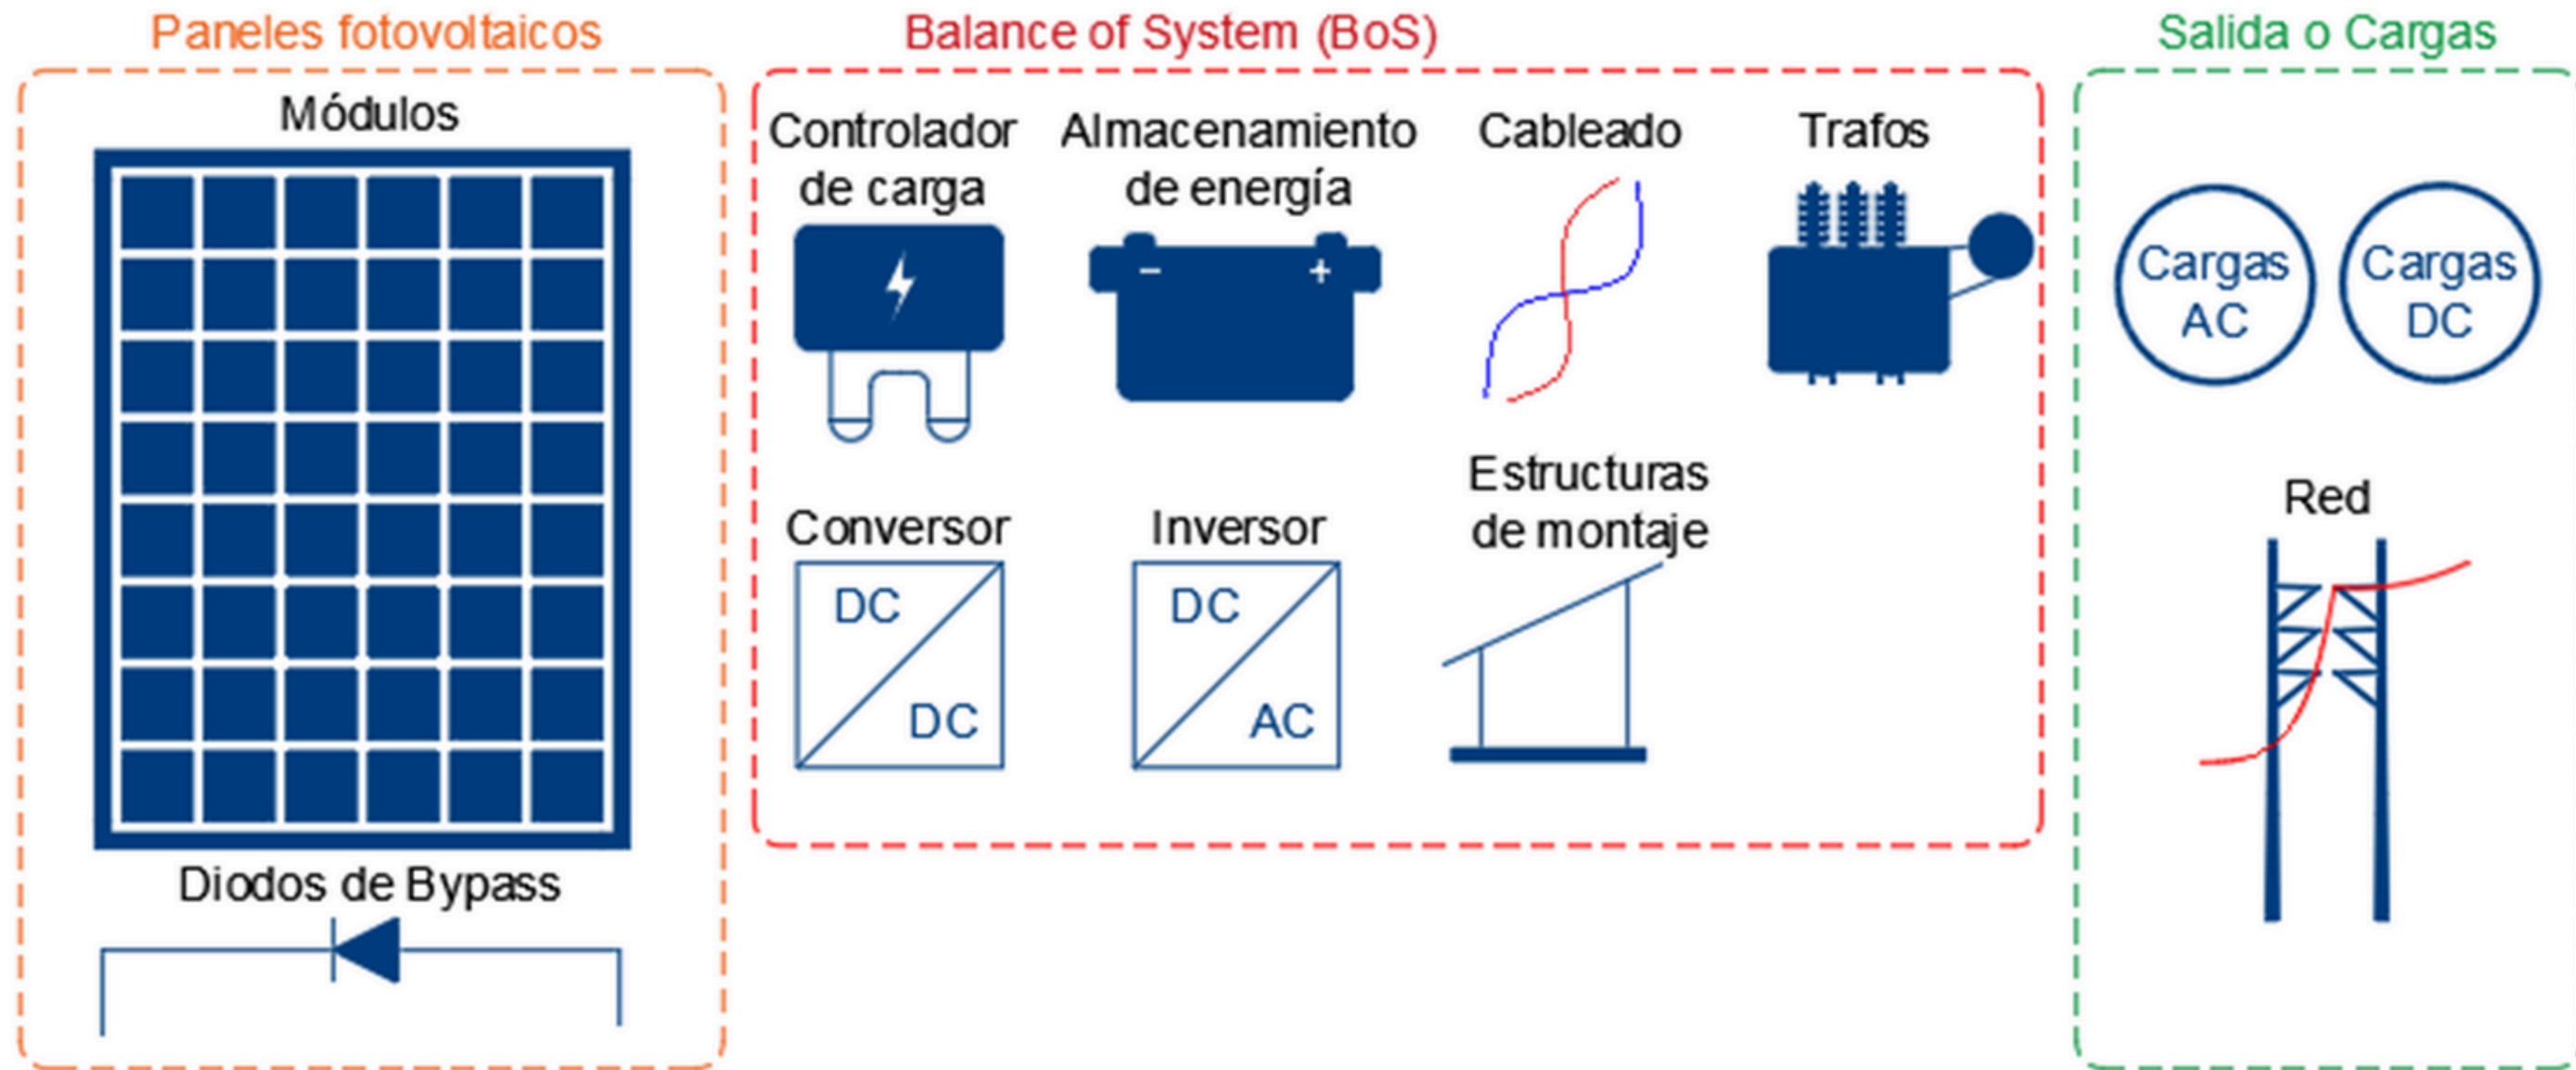 Paneles fotovoltaicos
Módulos
Diodos de Bypass
Balance of System (BoS)
Controlador
de carga
Almacenamiento
de energía
−
+
Cableado
Trafos
Conversor
DC
DC
Inversor
DC
AC
Estructuras
de montaje
Salida o Cargas
Cargas
AC
Cargas
DC
Red